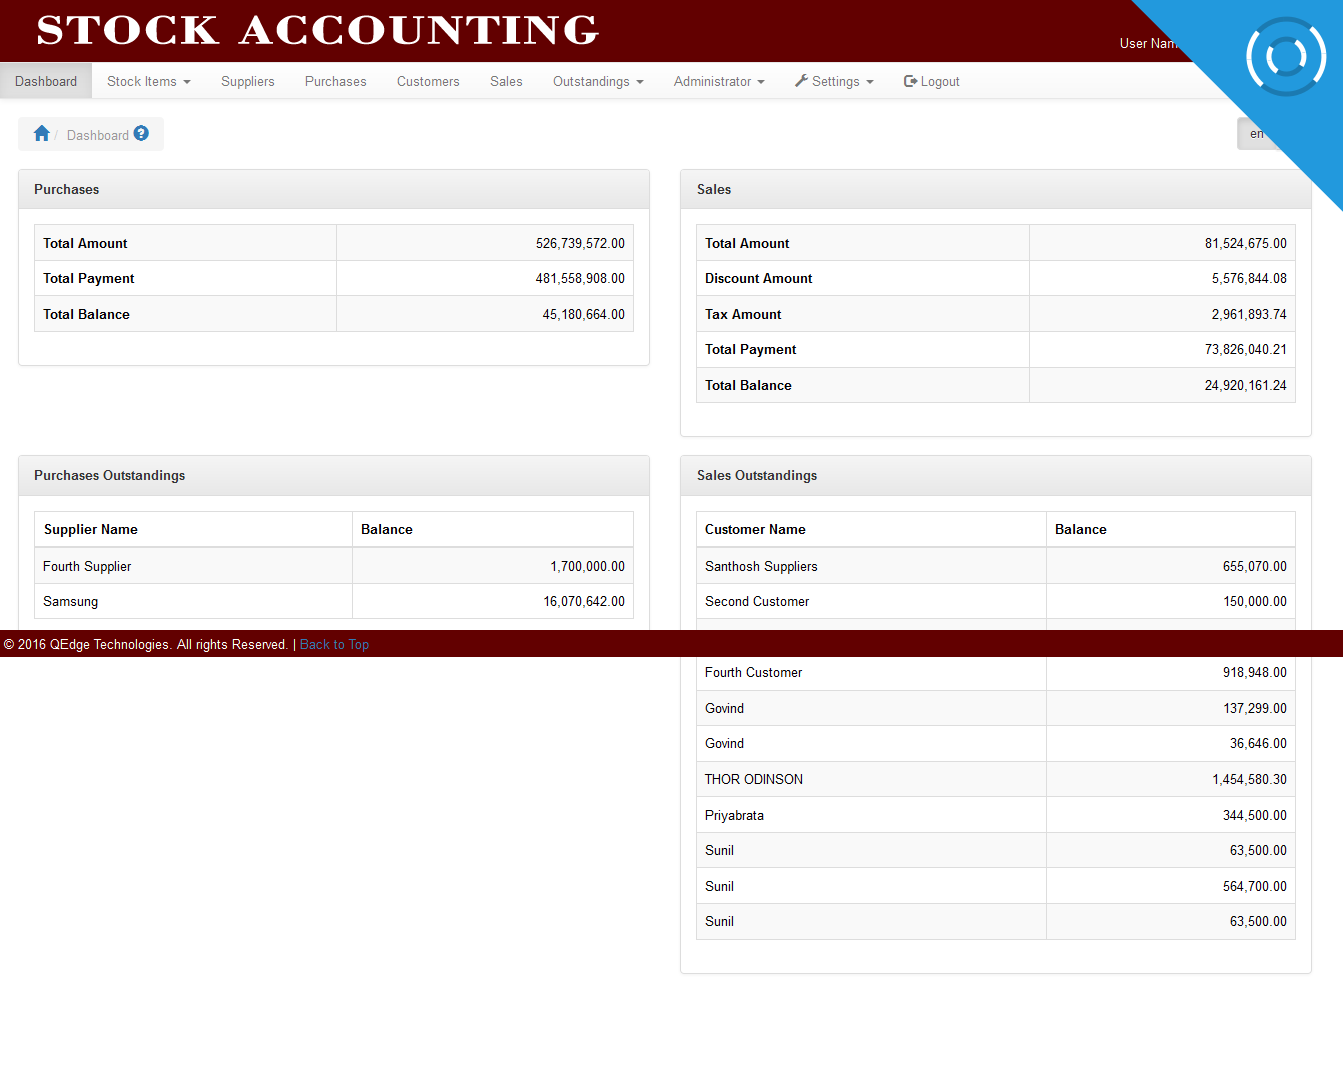 STOCK ACCOUNTING
User Nam
Dashboard Stock Items Suppliers Purchases Customers Sales Outstandings Administrator Settings Logout
/ Dashboard
en
Purchases
Total Amount 526,739,572.00
Total Payment 481,558,908.00
Total Balance 45,180,664.00
Sales
Total Amount 81,524,675.00
Discount Amount 5,576,844.08
Tax Amount 2,961,893.74
Total Payment 73,826,040.21
Total Balance 24,920,161.24
Purchases Outstandings
Supplier Name Balance
Fourth Supplier 1,700,000.00
Samsung 16,070,642.00
Sales Outstandings
Customer Name Balance
Santhosh Suppliers 655,070.00
Second Customer 150,000.00
© 2016 QEdge Technologies. All rights Reserved. | Back to Top
Fourth Customer 918,948.00
Govind 137,299.00
Govind 36,646.00
THOR ODINSON 1,454,580.30
Priyabrata 344,500.00
Sunil 63,500.00
Sunil 564,700.00
Sunil 63,500.00